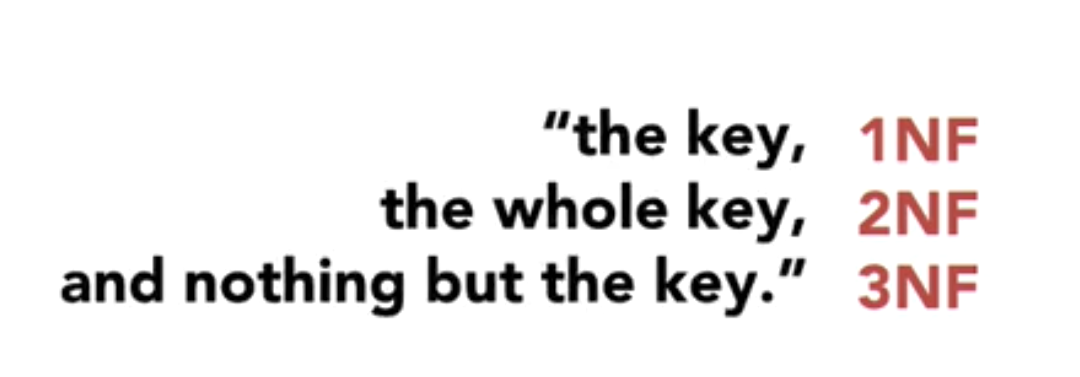 "the key, 1NF
the whole key, 2NF
and nothing but the key." 3NF